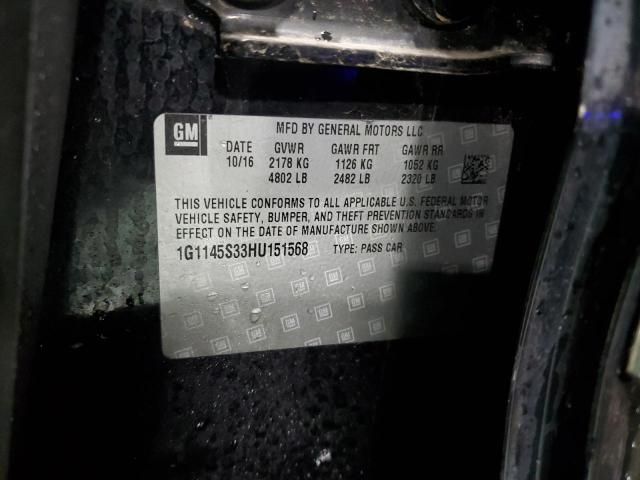 GM
MFD BY GENERAL MOTORS LLC
DATE GVWR GAWR FRT GAWR RR
10/16 2178 KG 1126 KG 1052 KG
4802 LB 2482 LB 2320 LB
THIS VEHICLE CONFORMS TO ALL APPLICABLE U.S. FEDERAL MOTOR
VEHICLE SAFETY, BUMPER, AND THEFT PREVENTION STANDARDS IN
EFFECT ON THE DATE OF MANUFACTURE SHOWN ABOVE.
1G1145S33HU151568 TYPE: PASS CAR